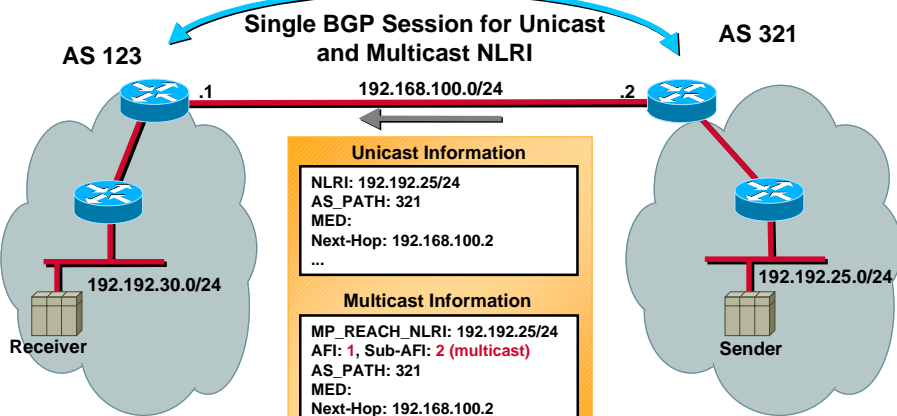 Single BGP Session for Unicast
and Multicast NLRI
AS 123
AS 321
.1
192.168.100.0/24
.2
Unicast Information
NLRI: 192.192.25/24
AS_PATH: 321
MED:
Next-Hop: 192.168.100.2
...
192.192.30.0/24
192.192.25.0/24
Multicast Information
MP_REACH_NLRI: 192.192.25/24
AFI: 1, Sub-AFI: 2 (multicast)
AS_PATH: 321
MED:
Next-Hop: 192.168.100.2
Receiver
Sender